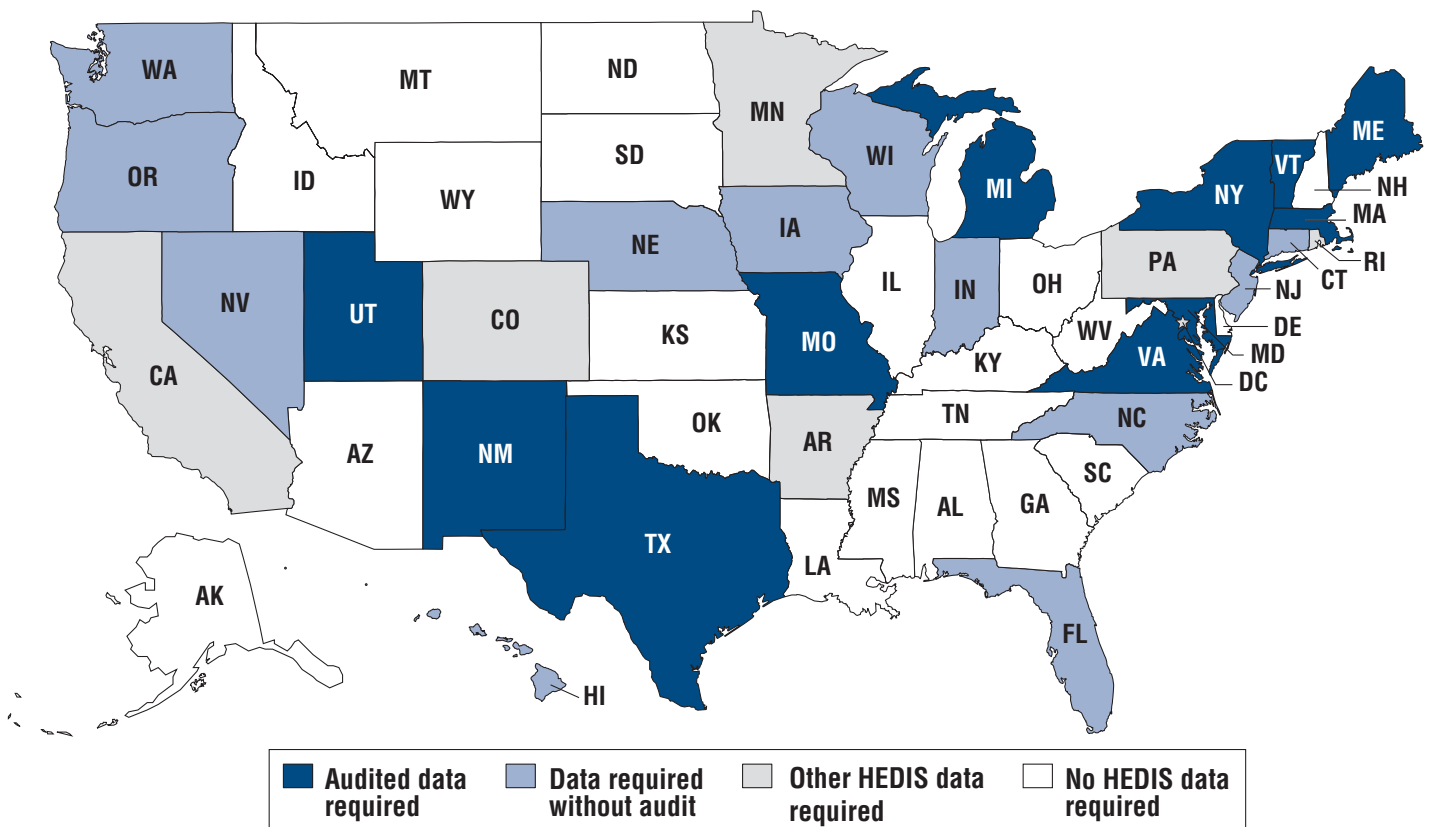 WA
MT
ND
MN
ME
SD
WI
VT
OR
ID
MI
NY
NH
WY
MA
IA
NE
PA
RI
CT
NV
IL
IN
OH
NJ
UT
CO
DE
KS
MO
WV
VA
MD
CA
KY
DC
TN
NC
OK
AR
AZ
NM
SC
MS
AL
GA
TX
LA
AK
FL
HI
Audited data
required
Data required
without audit
Other HEDIS data
required
No HEDIS data
required